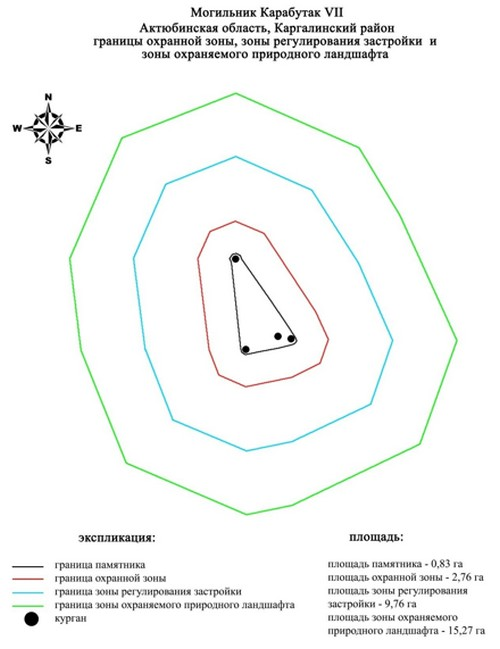 Могильник Карабутак VII
Актюбинская область, Каргалинский район
границы охранной зоны, зоны регулирования застройки и
зоны охраняемого природного ландшафта
N
W E
S
экспликация:
граница памятника
граница охранной зоны
граница зоны регулирования застройки
граница зоны охраняемого природного ландшафта
курган
площадь:
площадь памятника - 0,83 га
площадь охранной зоны - 2,76 га
площадь зоны регулирования
застройки - 9,76 га
площадь зоны охраняемого
природного ландшафта - 15,27 га